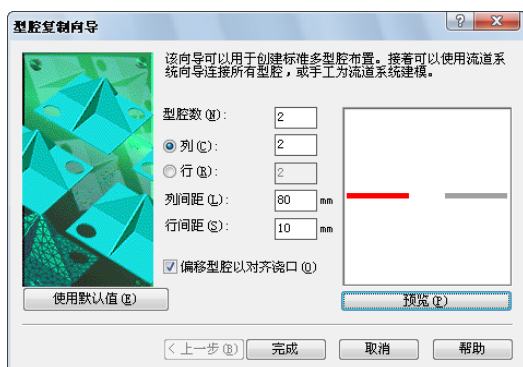 型腔复制向导
该向导可以用于创建标准多型腔布置。接着可以使用流道系
统向导连接所有型腔，或手工为流道系统建模。
型腔数(N)： 2
列(C)： 2
行(R)： 2
列间距(L)： 80 mm
行间距(S)： 10 mm
偏移型腔以对齐浇口(O)
使用默认值(E) 预览(P)
< 上一步(B) 完成 取消 帮助